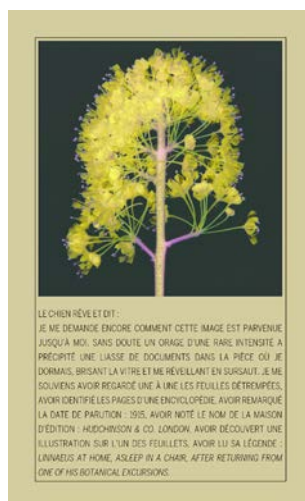 LE CHIEN RÊVE ET DIT :
JE ME DEMANDE ENCORE COMMENT CETTE IMAGE EST PARVENUE
JUSQU'À MOI. SANS DOUTE UN ORAGE D'UNE RARE INTENSITÉ A
PRÉCIPITÉ UNE LIASSE DE DOCUMENTS DANS LA PIÈCE OÙ JE
DORMAIS, BRISANT LA VITRE ET ME RÉVEILLANT EN SURSAUT. JE ME
SOUVIENS AVOIR REGARDÉ UNE À UNE LES FEUILLES DÉTREMPÉES,
AVOIR IDENTIFIÉ LES PAGES D'UNE ENCYCLOPÉDIE. AVOIR REMARQUÉ
LA DATE DE PARUTION : 1915, AVOIR NOTÉ LE NOM DE LA MAISON
D'ÉDITION : HUDCHINSON & CO. LONDON. AVOIR DÉCOUVERT UNE
ILLUSTRATION SUR L'UN DES FEUILLETS, AVOIR LU SA LÉGENDE :
LINNAEUS AT HOME, ASLEEP IN A CHAIR, AFTER RETURNING FROM
ONE OF HIS BOTANICAL EXCURSIONS.